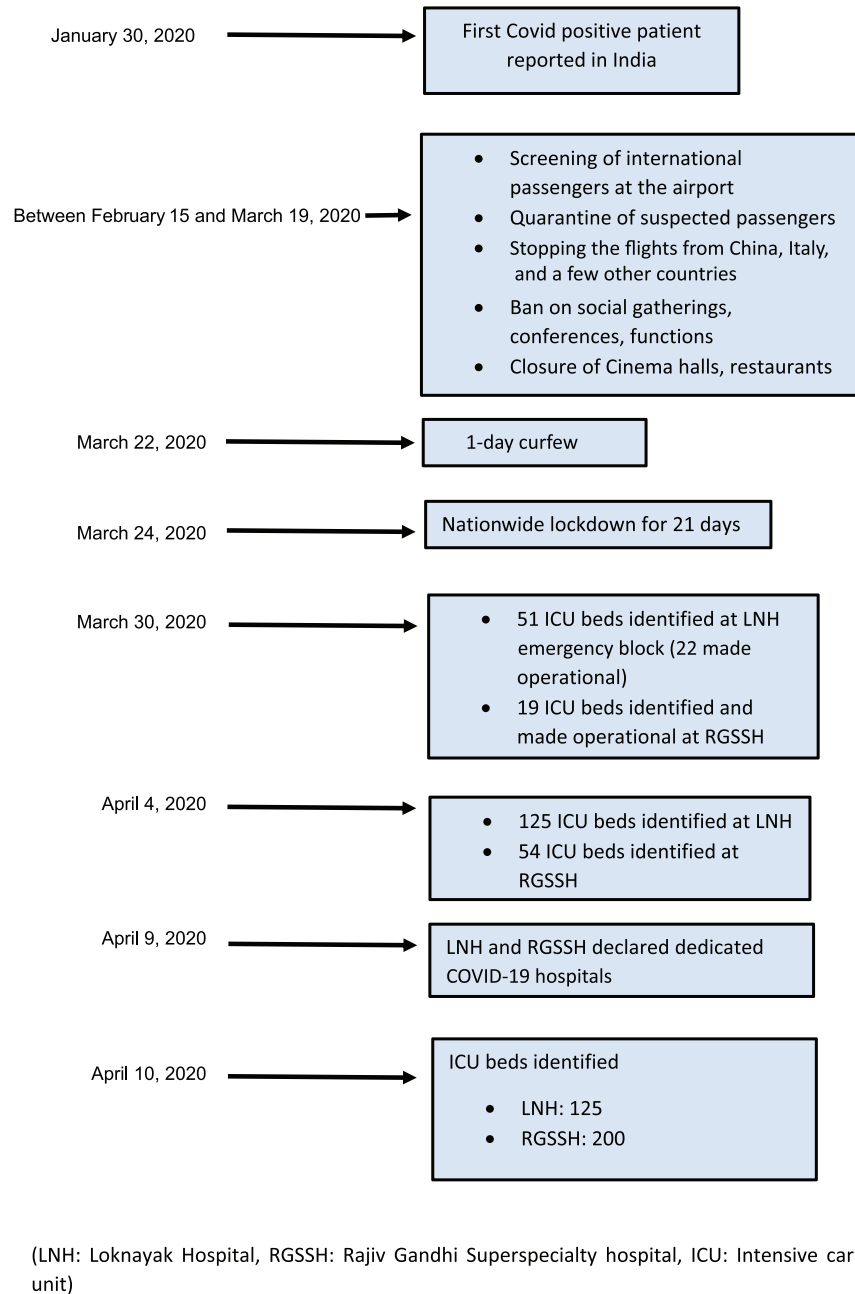 January 30, 2020
First Covid positive patient
reported in India
Between February 15 and March 19, 2020
• Screening of international
passengers at the airport
• Quarantine of suspected passengers
• Stopping the flights from China, Italy,
and a few other countries
• Ban on social gatherings,
conferences, functions
• Closure of Cinema halls, restaurants
March 22, 2020
1-day curfew
March 24, 2020
Nationwide lockdown for 21 days
March 30, 2020
• 51 ICU beds identified at LNH
emergency block (22 made
operational)
• 19 ICU beds identified and
made operational at RGSSH
April 4, 2020
• 125 ICU beds identified at LNH
• 54 ICU beds identified at
RGSSH
April 9, 2020
LNH and RGSSH declared dedicated
COVID-19 hospitals
April 10, 2020
ICU beds identified
• LNH: 125
• RGSSH: 200
(LNH: Loknayak Hospital, RGSSH: Rajiv Gandhi Superspecialty hospital, ICU: Intensive car
unit)